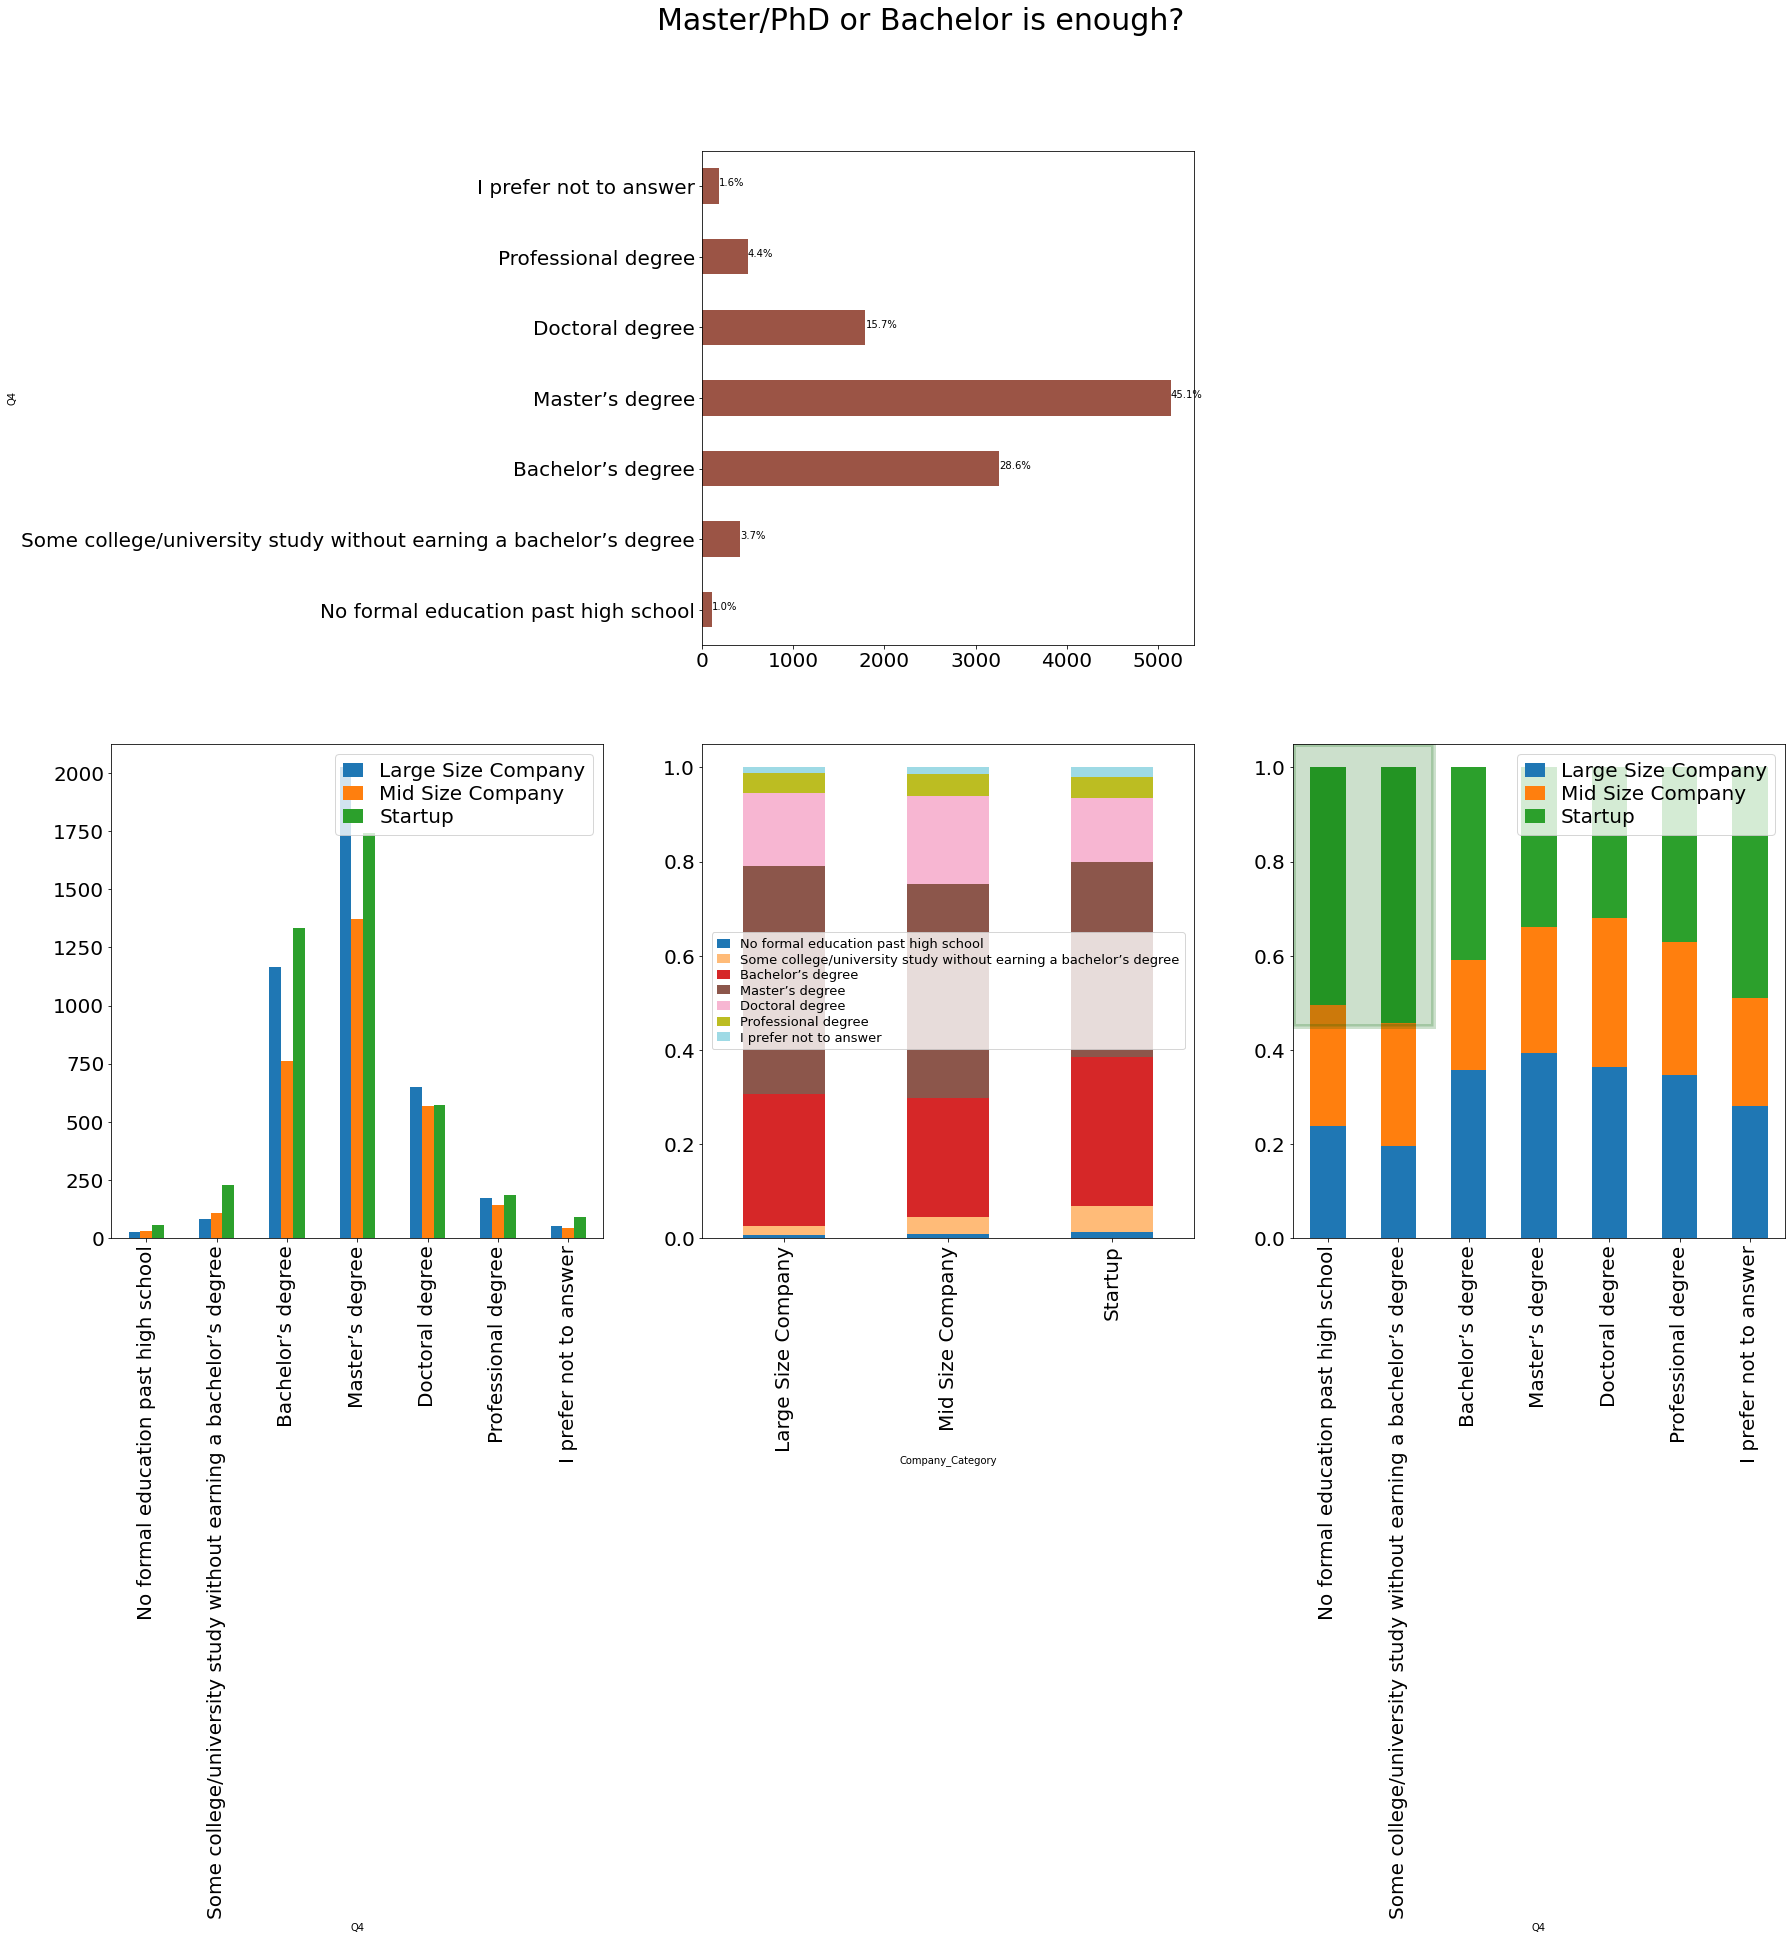 Master/PhD or Bachelor is enough?
I prefer not to answer
1.6%
Professional degree
4.4%
Doctoral degree
15.7%
Q4
Master’s degree
45.1%
Bachelor’s degree
28.6%
Some college/university study without earning a bachelor’s degree
3.7%
No formal education past high school
1.0%
0 1000 2000 3000 4000 5000
2000
1750
1500
1250
1000
750
500
250
0
Large Size Company
Mid Size Company
Startup
No formal education past high school
Some college/university study without earning a bachelor’s degree
Bachelor’s degree
Master’s degree
Doctoral degree
Professional degree
I prefer not to answer
Q4
1.0
0.8
0.6
0.4
0.2
0.0
No formal education past high school
Some college/university study without earning a bachelor’s degree
Bachelor’s degree
Master’s degree
Doctoral degree
Professional degree
I prefer not to answer
Large Size Company
Mid Size Company
Startup
Company_Category
1.0
0.8
0.6
0.4
0.2
0.0
Large Size Company
Mid Size Company
Startup
No formal education past high school
Some college/university study without earning a bachelor’s degree
Bachelor’s degree
Master’s degree
Doctoral degree
Professional degree
I prefer not to answer
Q4